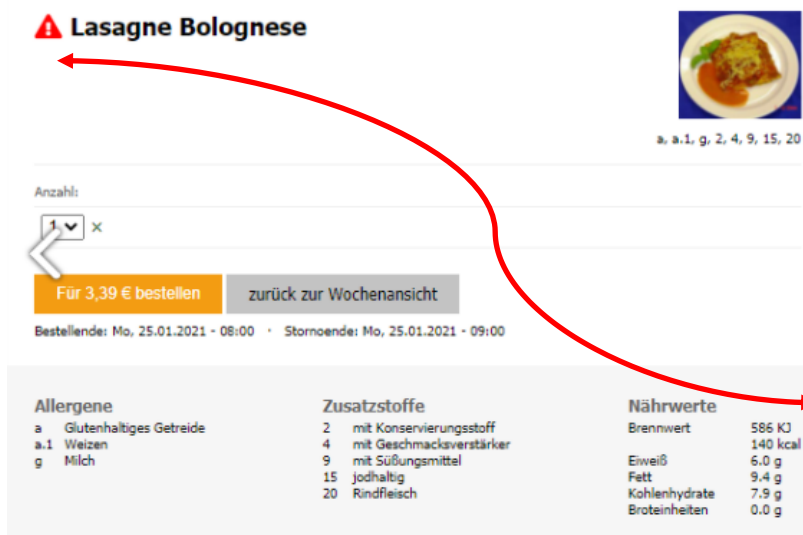 Lasagne Bolognese
a, a.1, g, 2, 4, 9, 15, 20
Anzahl:
1 ×
Für 3,39 € bestellen
zurück zur Wochenansicht
Bestellende: Mo, 25.01.2021 - 08:00 · Stornoende: Mo, 25.01.2021 - 09:00
Allergene
a Glutenhaltiges Getreide
a.1 Weizen
g Milch
Zusatzstoffe
2 mit Konservierungsstoff
4 mit Geschmacksverstärker
9 mit Süßungsmittel
15 jodhaltig
20 Rindfleisch
Nährwerte
Brennwert 586 KJ
140 kcal
Eiweiß 6.0 g
Fett 9.4 g
Kohlenhydrate 7.9 g
Broteinheiten 0.0 g